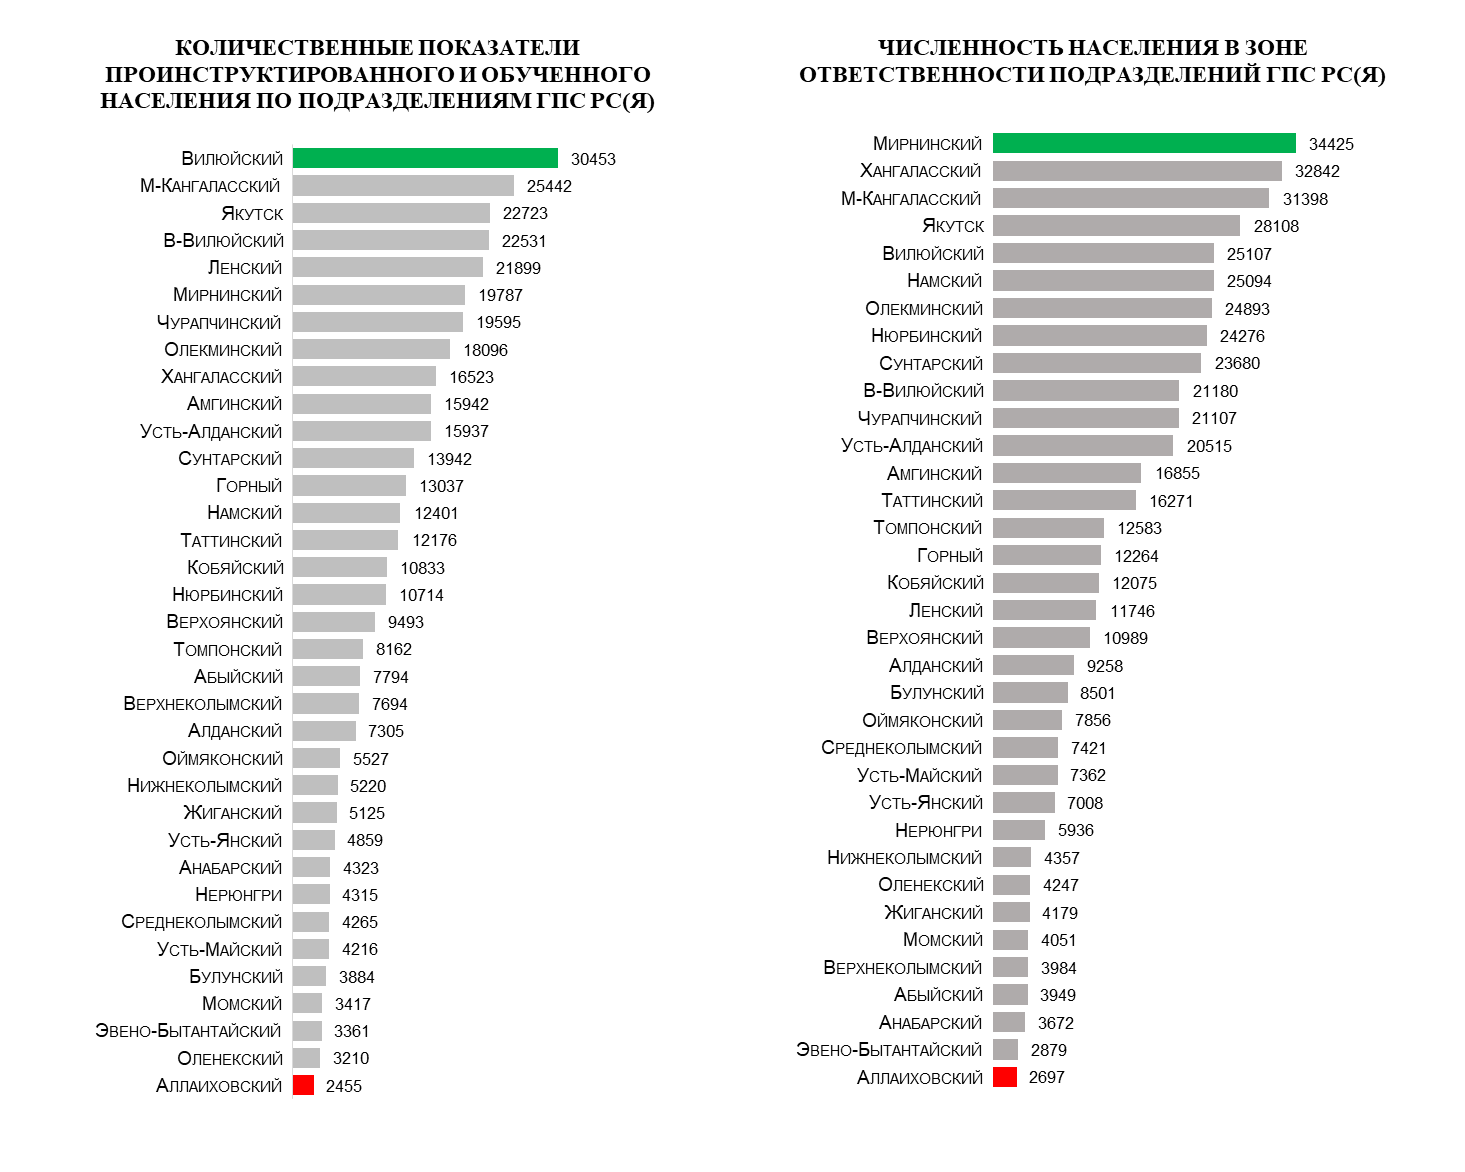 КОЛИЧЕСТВЕННЫЕ ПОКАЗАТЕЛИ
ПРОИНСТРУКТИРОВАННОГО И ОБУЧЕННОГО
НАСЕЛЕНИЯ ПО ПОДРАЗДЕЛЕНИЯМ ГПС РС(Я)
Вилюйский 30453
М-Кангаласский 25442
Якутск 22723
В-Вилюйский 22531
Ленский 21899
Мирнинский 19787
Чурапчинский 19595
Олекминский 18096
Хангаласский 16523
Амгинский 15942
Усть-Алданский 15937
Сунтарский 13942
Горный 13037
Намский 12401
Таттинский 12176
Кобяйский 10833
Нюрбинский 10714
Верхоянский 9493
Томпонский 8162
Абыйский 7794
Верхнеколымский 7694
Алданский 7305
Оймяконский 5527
Нижнеколымский 5220
Жиганский 5125
Усть-Янский 4859
Анабарский 4323
Нерюнгри 4315
Среднеколымский 4265
Усть-Майский 4216
Булунский 3884
Момский 3417
Эвено-Бытантайский 3361
Оленекский 3210
Аллаиховский 2455
ЧИСЛЕННОСТЬ НАСЕЛЕНИЯ В ЗОНЕ
ОТВЕТСТВЕННОСТИ ПОДРАЗДЕЛЕНИЙ ГПС РС(Я)
Мирнинский 34425
Хангаласский 32842
М-Кангаласский 31398
Якутск 28108
Вилюйский 25107
Намский 25094
Олекминский 24893
Нюрбинский 24276
Сунтарский 23680
В-Вилюйский 21180
Чурапчинский 21107
Усть-Алданский 20515
Амгинский 16855
Таттинский 16271
Томпонский 12583
Горный 12264
Кобяйский 12075
Ленский 11746
Верхоянский 10989
Алданский 9258
Булунский 8501
Оймяконский 7856
Среднеколымский 7421
Усть-Майский 7362
Усть-Янский 7008
Нерюнгри 5936
Нижнеколымский 4357
Оленекский 4247
Жиганский 4179
Момский 4051
Верхнеколымский 3984
Абыйский 3949
Анабарский 3672
Эвено-Бытантайский 2879
Аллаиховский 2697